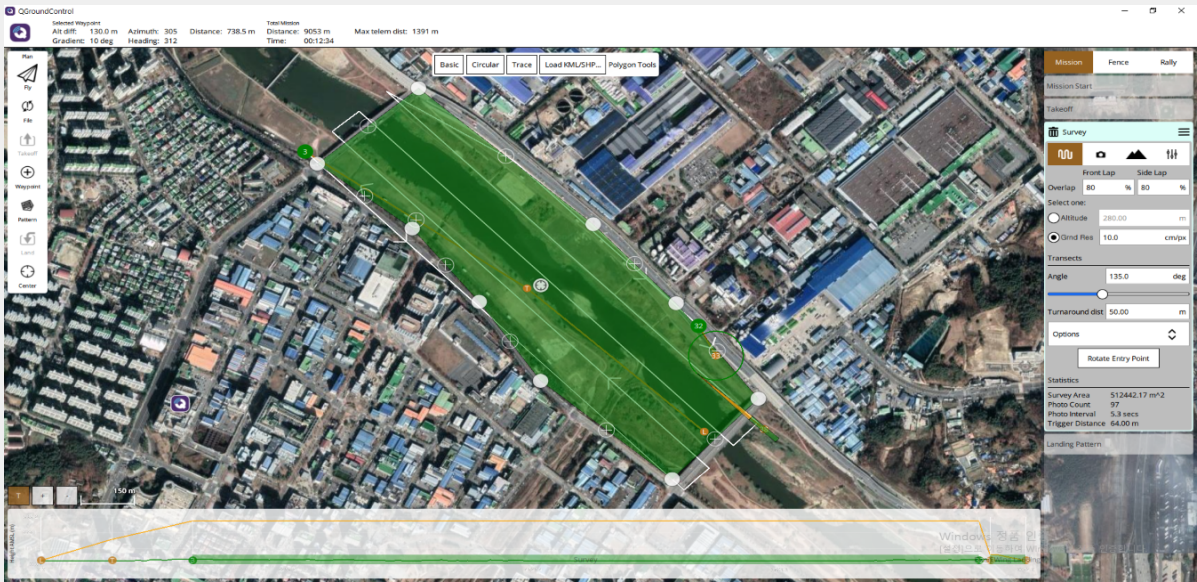 QGroundControl
Selected Waypoint
Alt diff: 130.0 m Azimuth: 305 Distance: 738.5 m
Gradient: 10 deg Heading: 312
Total Mission
Distance: 9053 m Max telem dist: 1391 m
Time: 00:12:34
Plan
Fly
File
Takeoff
Waypoint
Pattern
Land
Center
Basic Circular Trace Load KML/SHP... Polygon Tools
3
T
32
33
L
150 m
T
Mission Fence Rally
Mission Start
Takeoff
Survey
Front Lap Side Lap
Overlap 80 % 80 %
Select one:
Altitude 280.00 m
Grnd Res 10.0 cm/px
Transects
Angle 135.0 deg
Turnaround dist 50.00 m
Options
Rotate Entry Point
Statistics
Survey Area 512442.17 m^2
Photo Count 97
Photo Interval 5.3 secs
Trigger Distance 64.00 m
Landing Pattern
Survey
Windows 정품 인